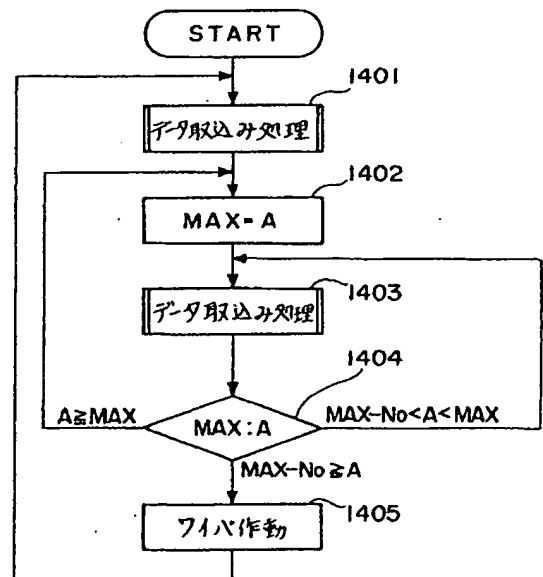 START
1401
データ取込み処理
1402
MAX=A
1403
データ取込み処理
1404
A≧MAX
MAX:A
MAX-No<A<MAX
MAX-No≧A
1405
ワイパ作動